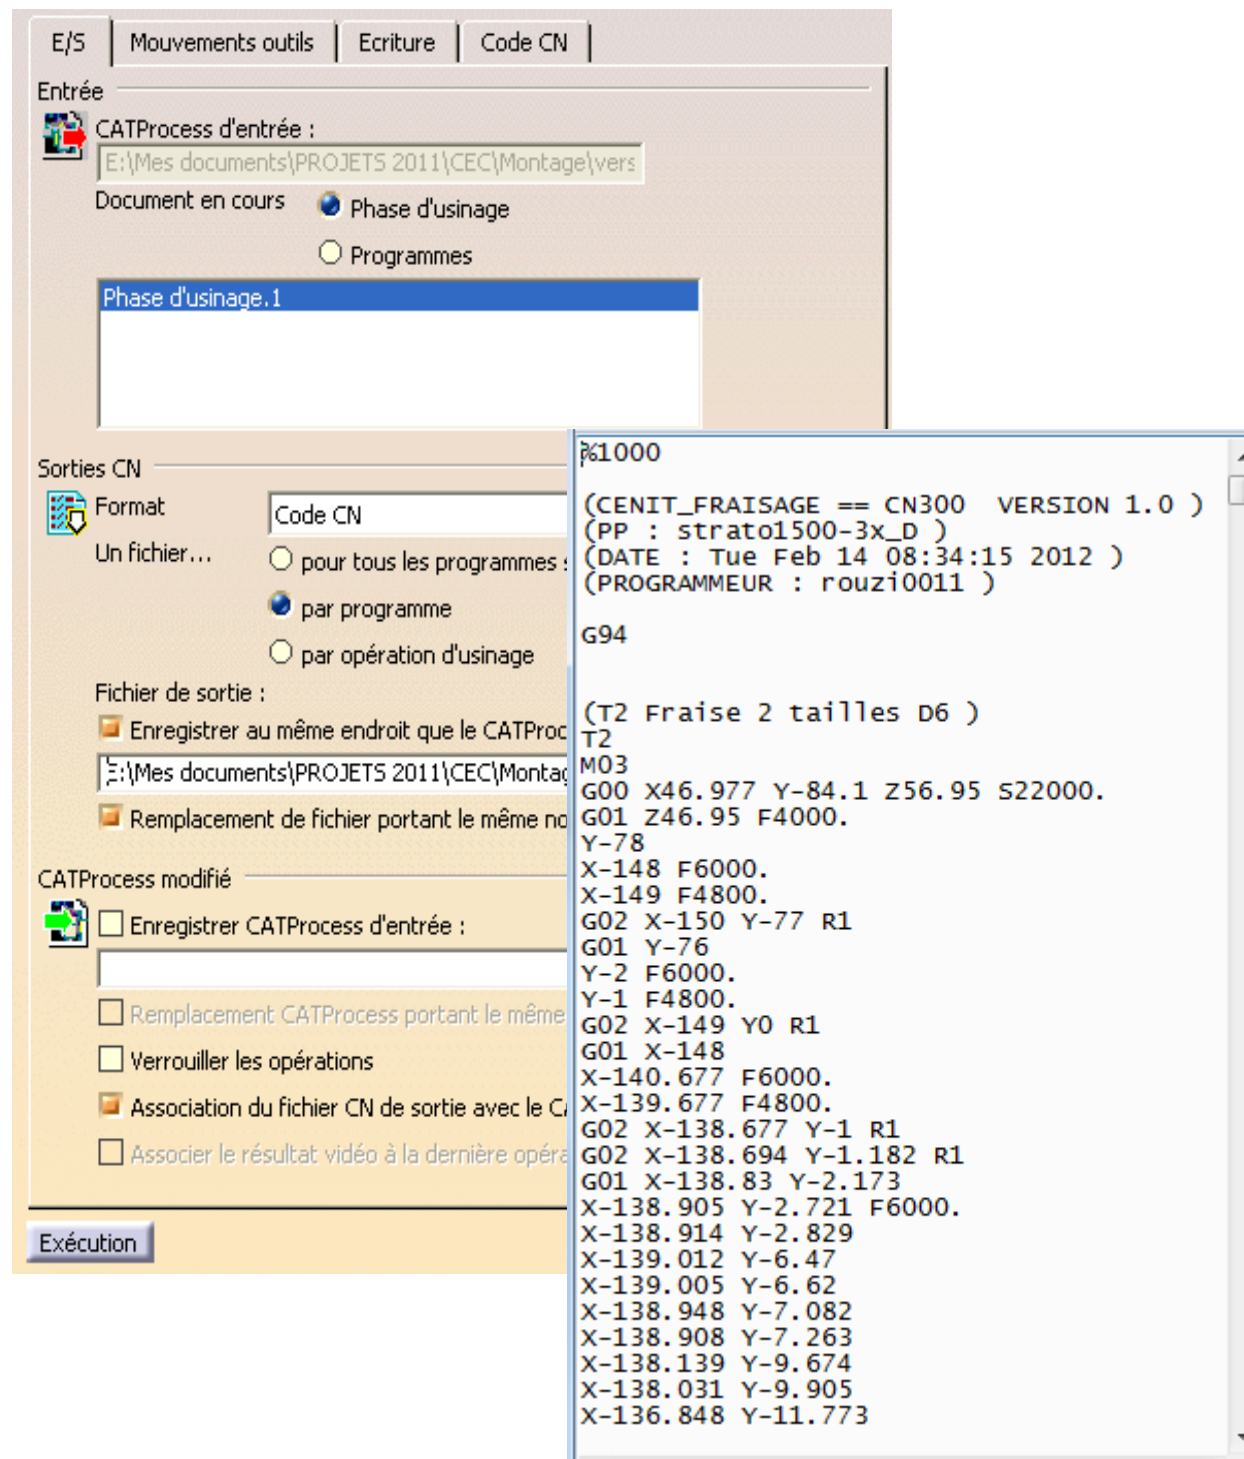 E/S Mouvements outils Ecriture Code CN
Entrée
CATProcess d'entrée :
E:\Mes documents\PROJETS 2011\CEC\Montage\vers
Document en cours Phase d'usinage
Programmes
Phase d'usinage.1
Sorties CN
Format Code CN
Un fichier... pour tous les programmes s
par programme
par opération d'usinage
Fichier de sortie :
Enregistrer au même endroit que le CATProc
E:\Mes documents\PROJETS 2011\CEC\Montag
Remplacement de fichier portant le même no
CATProcess modifié
Enregistrer CATProcess d'entrée :
Remplacement CATProcess portant le même
Verrouiller les opérations
Association du fichier CN de sortie avec le CA
Associer le résultat vidéo à la dernière opéra
Exécution
%1000
(CENIT_FRAISAGE == CN300 VERSION 1.0 )
(PP : strato1500-3x_D )
(DATE : Tue Feb 14 08:34:15 2012 )
(PROGRAMMEUR : rouzi0011 )
G94
(T2 Fraise 2 tailles D6 )
T2
M03
G00 X46.977 Y-84.1 Z56.95 S22000.
G01 Z46.95 F4000.
Y-78
X-148 F6000.
X-149 F4800.
G02 X-150 Y-77 R1
G01 Y-76
Y-2 F6000.
Y-1 F4800.
G02 X-149 Y0 R1
G01 X-148
X-140.677 F6000.
X-139.677 F4800.
G02 X-138.677 Y-1 R1
G02 X-138.694 Y-1.182 R1
G01 X-138.83 Y-2.173
X-138.905 Y-2.721 F6000.
X-138.914 Y-2.829
X-139.012 Y-6.47
X-139.005 Y-6.62
X-138.948 Y-7.082
X-138.908 Y-7.263
X-138.139 Y-9.674
X-138.031 Y-9.905
X-136.848 Y-11.773